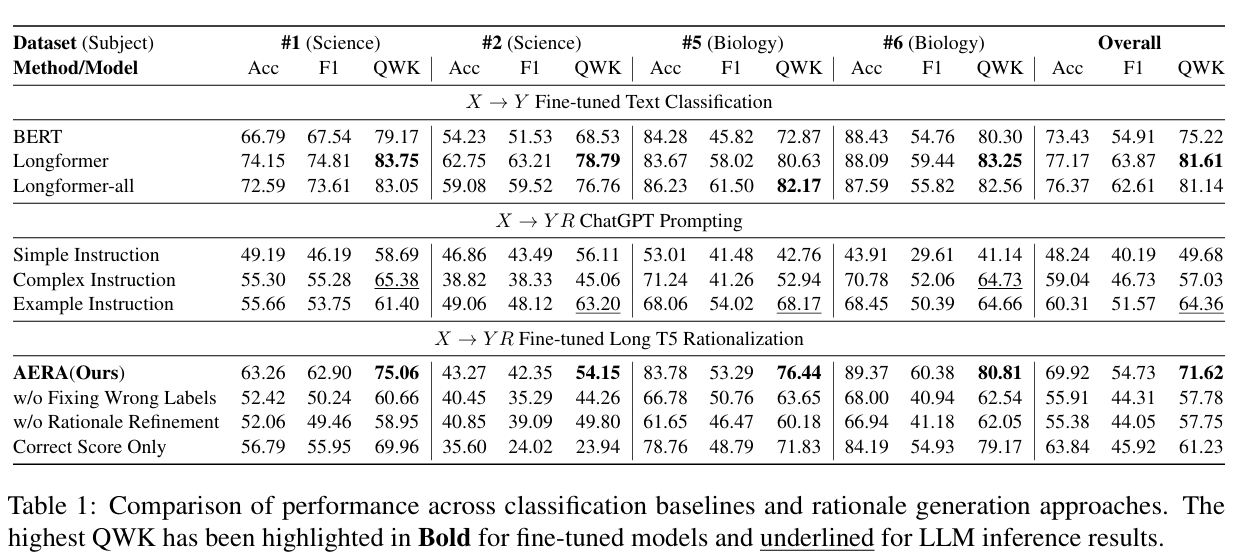 Dataset (Subject) #1 (Science) #2 (Science) #5 (Biology) #6 (Biology) Overall
Method/Model Acc F1 QWK Acc F1 QWK Acc F1 QWK Acc F1 QWK Acc F1 QWK
X → Y Fine-tuned Text Classification
BERT 66.79 67.54 79.17 54.23 51.53 68.53 84.28 45.82 72.87 88.43 54.76 80.30 73.43 54.91 75.22
Longformer 74.15 74.81 83.75 62.75 63.21 78.79 83.67 58.02 80.63 88.09 59.44 83.25 77.17 63.87 81.61
Longformer-all 72.59 73.61 83.05 59.08 59.52 76.76 86.23 61.50 82.17 87.59 55.82 82.56 76.37 62.61 81.14
X → YR ChatGPT Prompting
Simple Instruction 49.19 46.19 58.69 46.86 43.49 56.11 53.01 41.48 42.76 43.91 29.61 41.14 48.24 40.19 49.68
Complex Instruction 55.30 55.28 65.38 38.82 38.33 45.06 71.24 41.26 52.94 70.78 52.06 64.73 59.04 46.73 57.03
Example Instruction 55.66 53.75 61.40 49.06 48.12 63.20 68.06 54.02 68.17 68.45 50.39 64.66 60.31 51.57 64.36
X → YR Fine-tuned Long T5 Rationalization
AERA(Ours) 63.26 62.90 75.06 43.27 42.35 54.15 83.78 53.29 76.44 89.37 60.38 80.81 69.92 54.73 71.62
w/o Fixing Wrong Labels 52.42 50.24 60.66 40.45 35.29 44.26 66.78 50.76 63.65 68.00 40.94 62.54 55.91 44.31 57.78
w/o Rationale Refinement 52.06 49.46 58.95 40.85 39.09 49.80 61.65 46.47 60.18 66.94 41.18 62.05 55.38 44.05 57.75
Correct Score Only 56.79 55.95 69.96 35.60 24.02 23.94 78.76 48.79 71.83 84.19 54.93 79.17 63.84 45.92 61.23
Table 1: Comparison of performance across classification baselines and rationale generation approaches. The
highest QWK has been highlighted in Bold for fine-tuned models and underlined for LLM inference results.